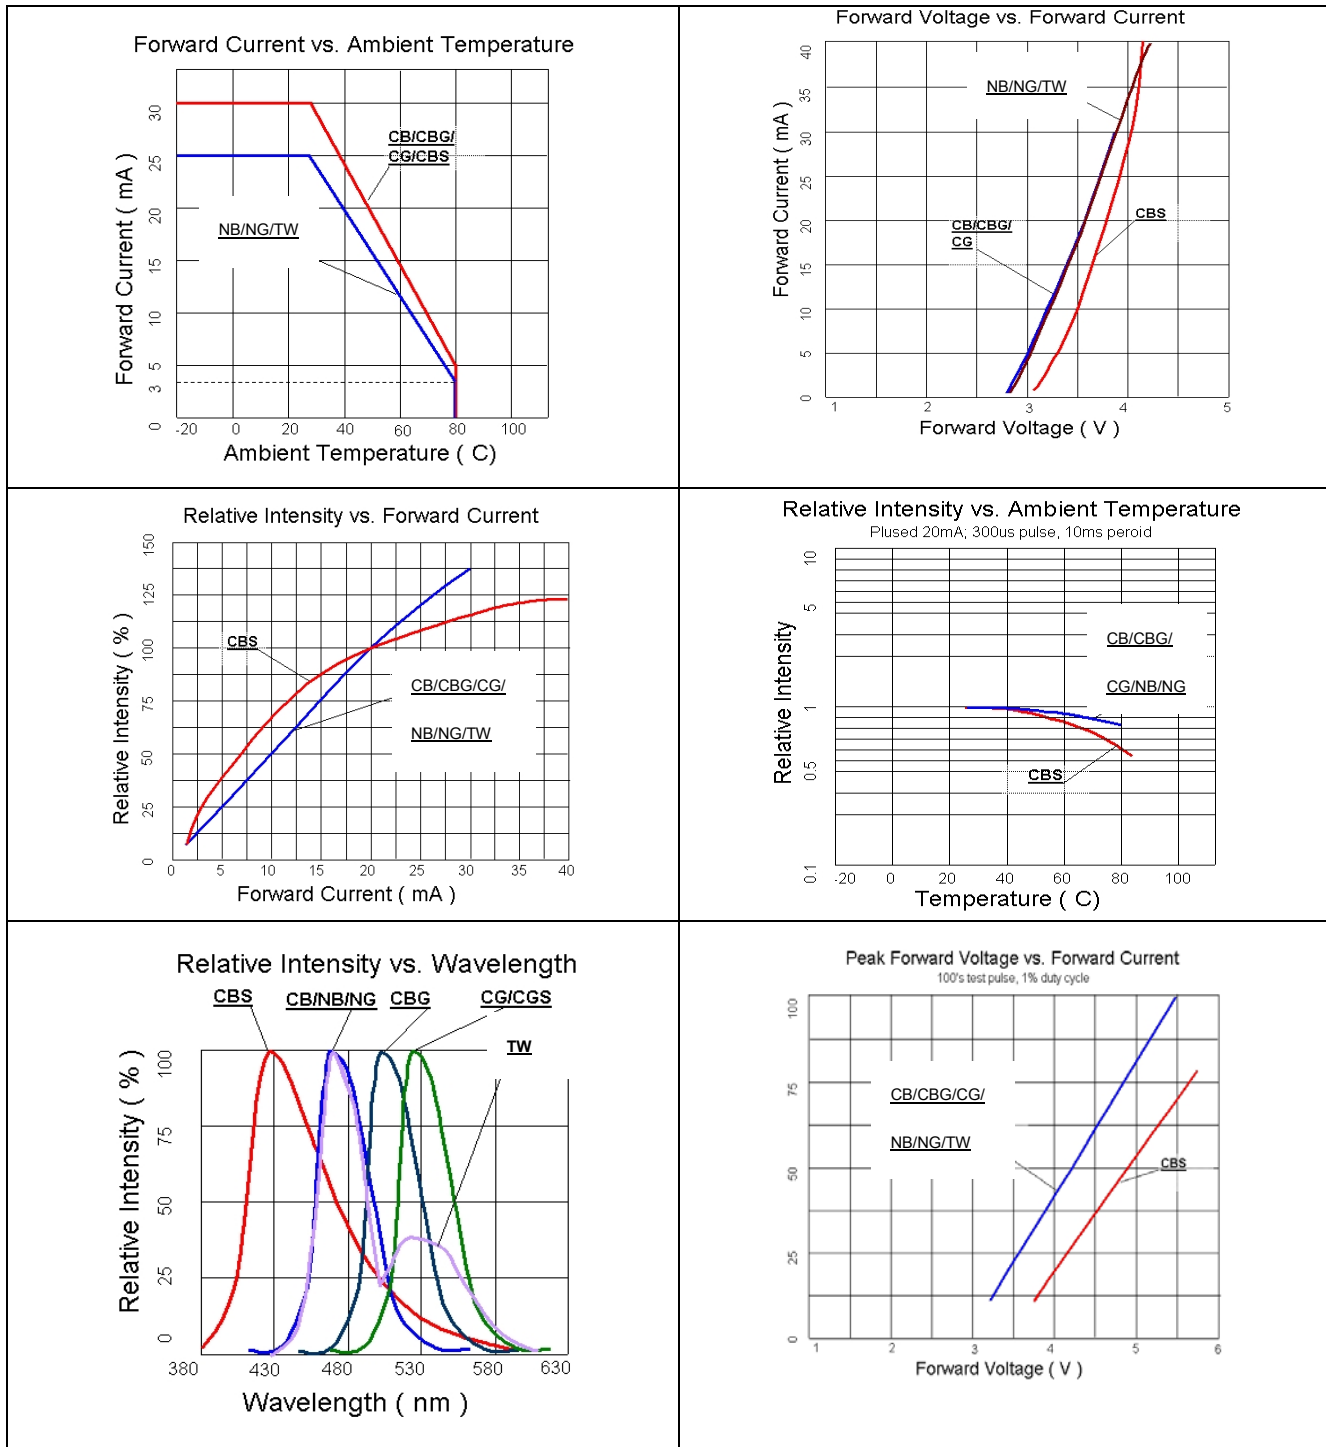 Forward Current vs. Ambient Temperature
Forward Current ( mA )
30
25
20
15
10
5
3
0
CB/CBG/
CG/CBS
NB/NG/TW
-20 0 20 40 60 80 100
Ambient Temperature ( C)
Forward Voltage vs. Forward Current
Forward Current ( mA )
40
35
30
25
20
15
10
5
0
NB/NG/TW
CB/CBG/
CG
CBS
1 2 3 4 5
Forward Voltage ( V )
Relative Intensity vs. Forward Current
Relative Intensity ( % )
150
125
100
75
50
25
0
CBS
CB/CBG/CG/
NB/NG/TW
0 5 10 15 20 25 30 35 40
Forward Current ( mA )
Relative Intensity vs. Ambient Temperature
Plused 20mA; 300us pulse, 10ms peroid
Relative Intensity
10
5
1
0.5
0.1
CB/CBG/
CG/NB/NG
CBS
-20 0 20 40 60 80 100
Temperature ( C)
Relative Intensity vs. Wavelength
CBS CB/NB/NG CBG CG/CGS
TW
Relative Intensity ( % )
100
75
50
25
0
380 430 480 530 580 630
Wavelength ( nm )
Peak Forward Voltage vs. Forward Current
100's test pulse, 1% duty cycle
100
75
50
25
0
CB/CBG/CG/
NB/NG/TW
CBS
1 2 3 4 5 6
Forward Voltage ( V )